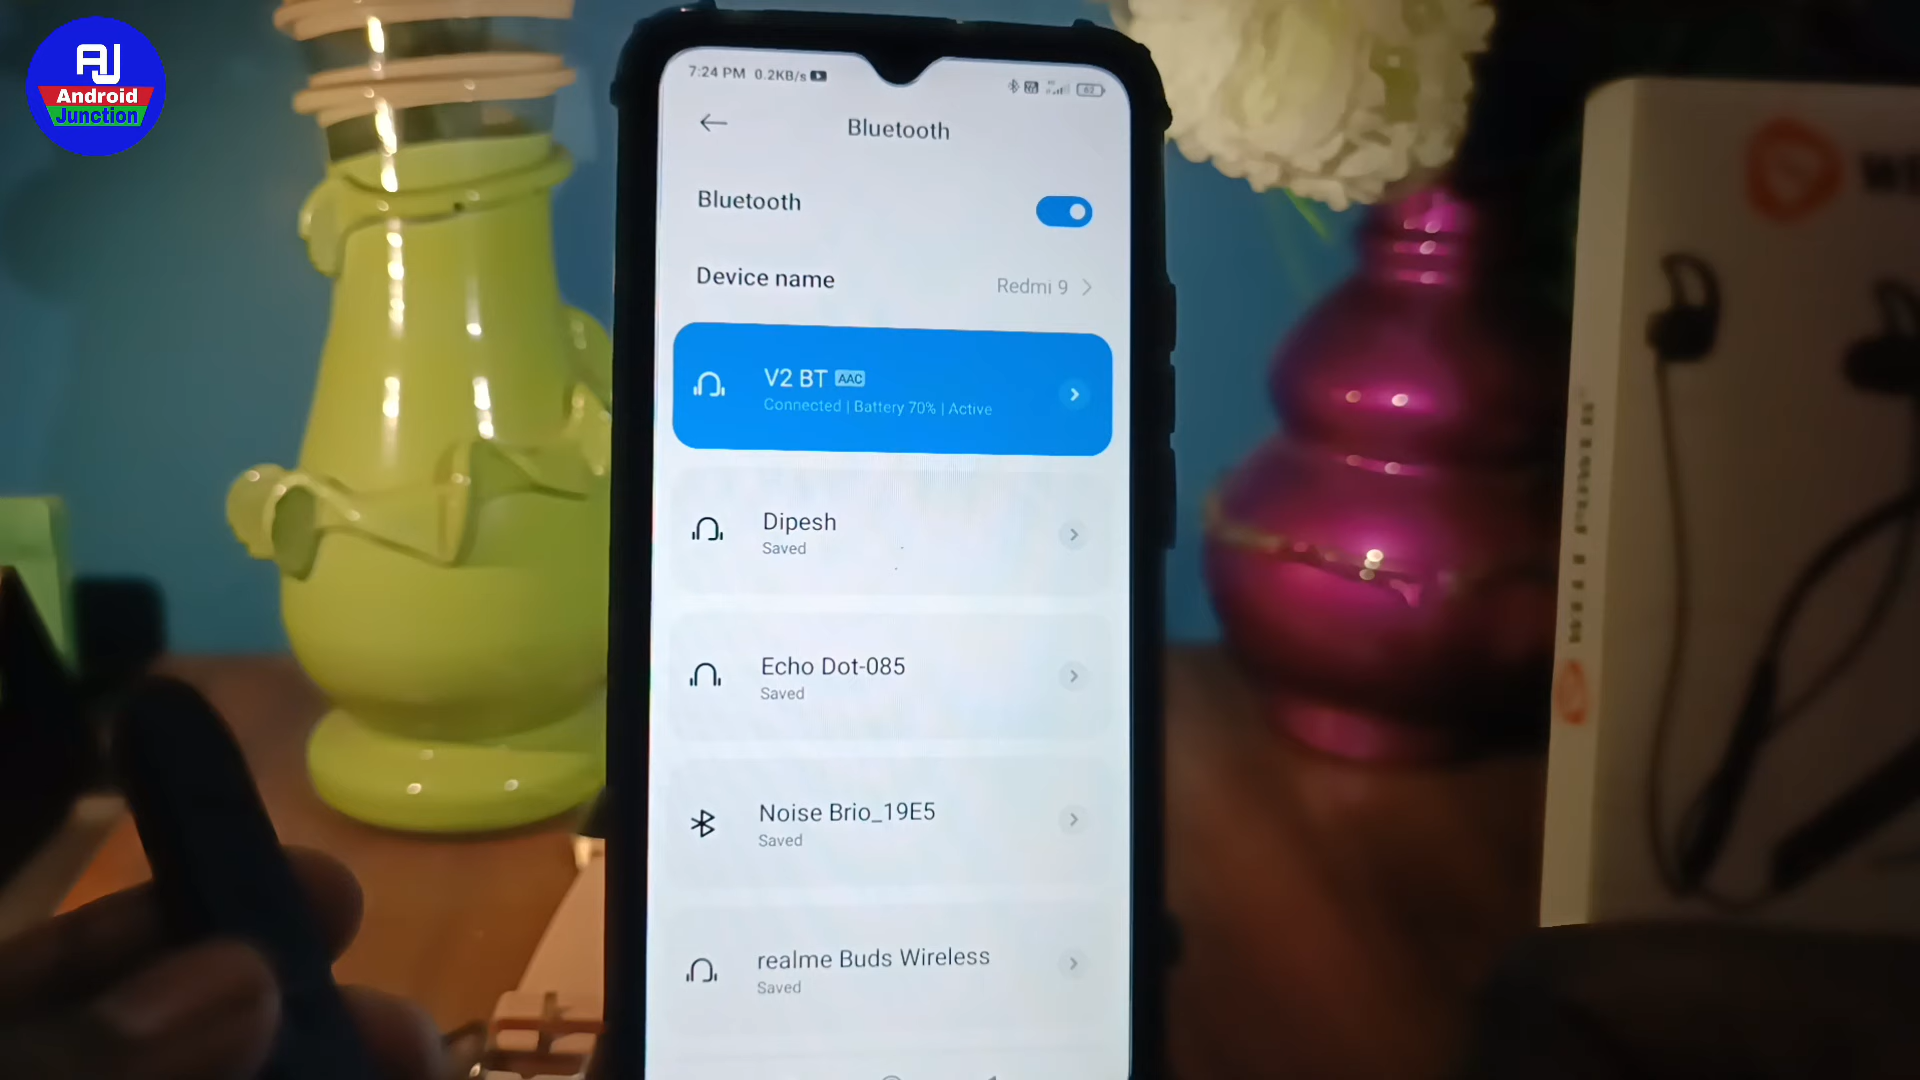 AJ
Android
Junction
7:24 PM 0.2KB/s
62
Bluetooth
Bluetooth
Device name
Redmi 9
V2 BT AAC
Connected | Battery 70% | Active
Dipesh
Saved
Echo Dot-085
Saved
Noise Brio_19E5
Saved
realme Buds Wireless
Saved